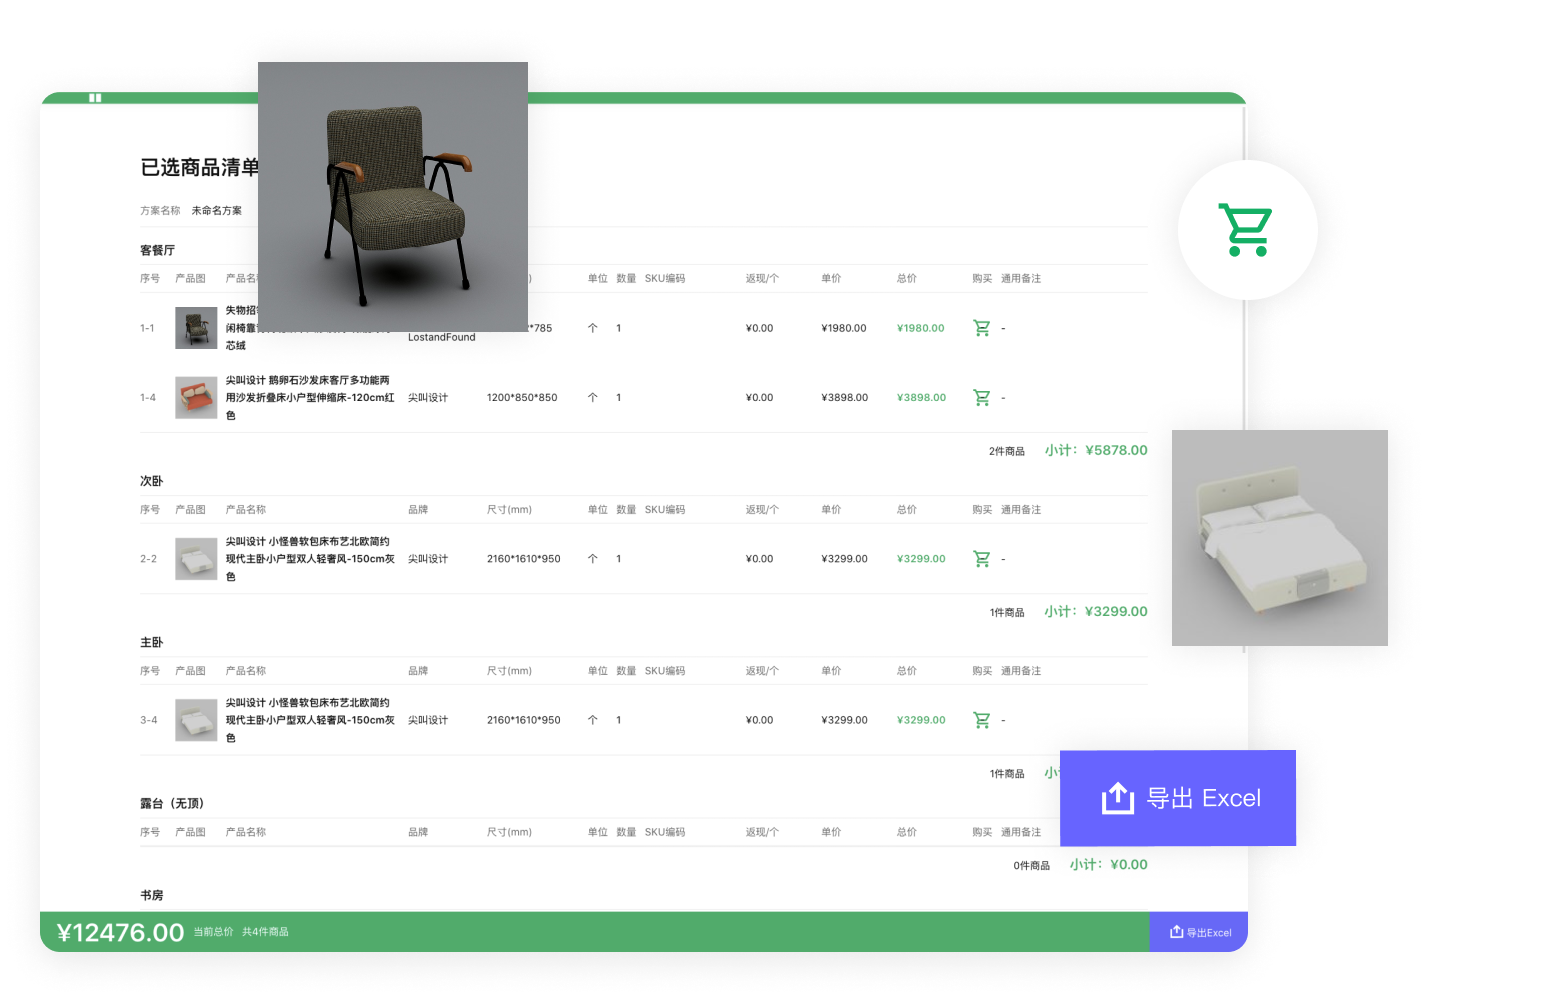 已选商品清单
方案名称 未命名方案
客餐厅
序号 产品图 产品名 ) 单位 数量 SKU编码 返现/个 单价 总价 购买 通用备注
失物招
1-1 闲椅靠 *785 个 1 ¥0.00 ¥1980.00 ¥1980.00 -
LostandFound
芯绒
尖叫设计 鹅卵石沙发床客厅多功能两
1-4 用沙发折叠床小户型伸缩床-120cm红 尖叫设计 1200*850*850 个 1 ¥0.00 ¥3898.00 ¥3898.00 -
色
2件商品 小计：¥5878.00
次卧
序号 产品图 产品名称 品牌 尺寸(mm) 单位 数量 SKU编码 返现/个 单价 总价 购买 通用备注
尖叫设计 小怪兽软包床布艺北欧简约
2-2 现代主卧小户型双人轻奢风-150cm灰 尖叫设计 2160*1610*950 个 1 ¥0.00 ¥3299.00 ¥3299.00 -
色
1件商品 小计：¥3299.00
主卧
序号 产品图 产品名称 品牌 尺寸(mm) 单位 数量 SKU编码 返现/个 单价 总价 购买 通用备注
尖叫设计 小怪兽软包床布艺北欧简约
3-4 现代主卧小户型双人轻奢风-150cm灰 尖叫设计 2160*1610*950 个 1 ¥0.00 ¥3299.00 ¥3299.00 -
色
1件商品 小
导出 Excel
露台（无顶）
序号 产品图 产品名称 品牌 尺寸(mm) 单位 数量 SKU编码 返现/个 单价 总价 购买 通用备注
0件商品 小计：¥0.00
书房
¥12476.00 当前总价 共4件商品 导出Excel